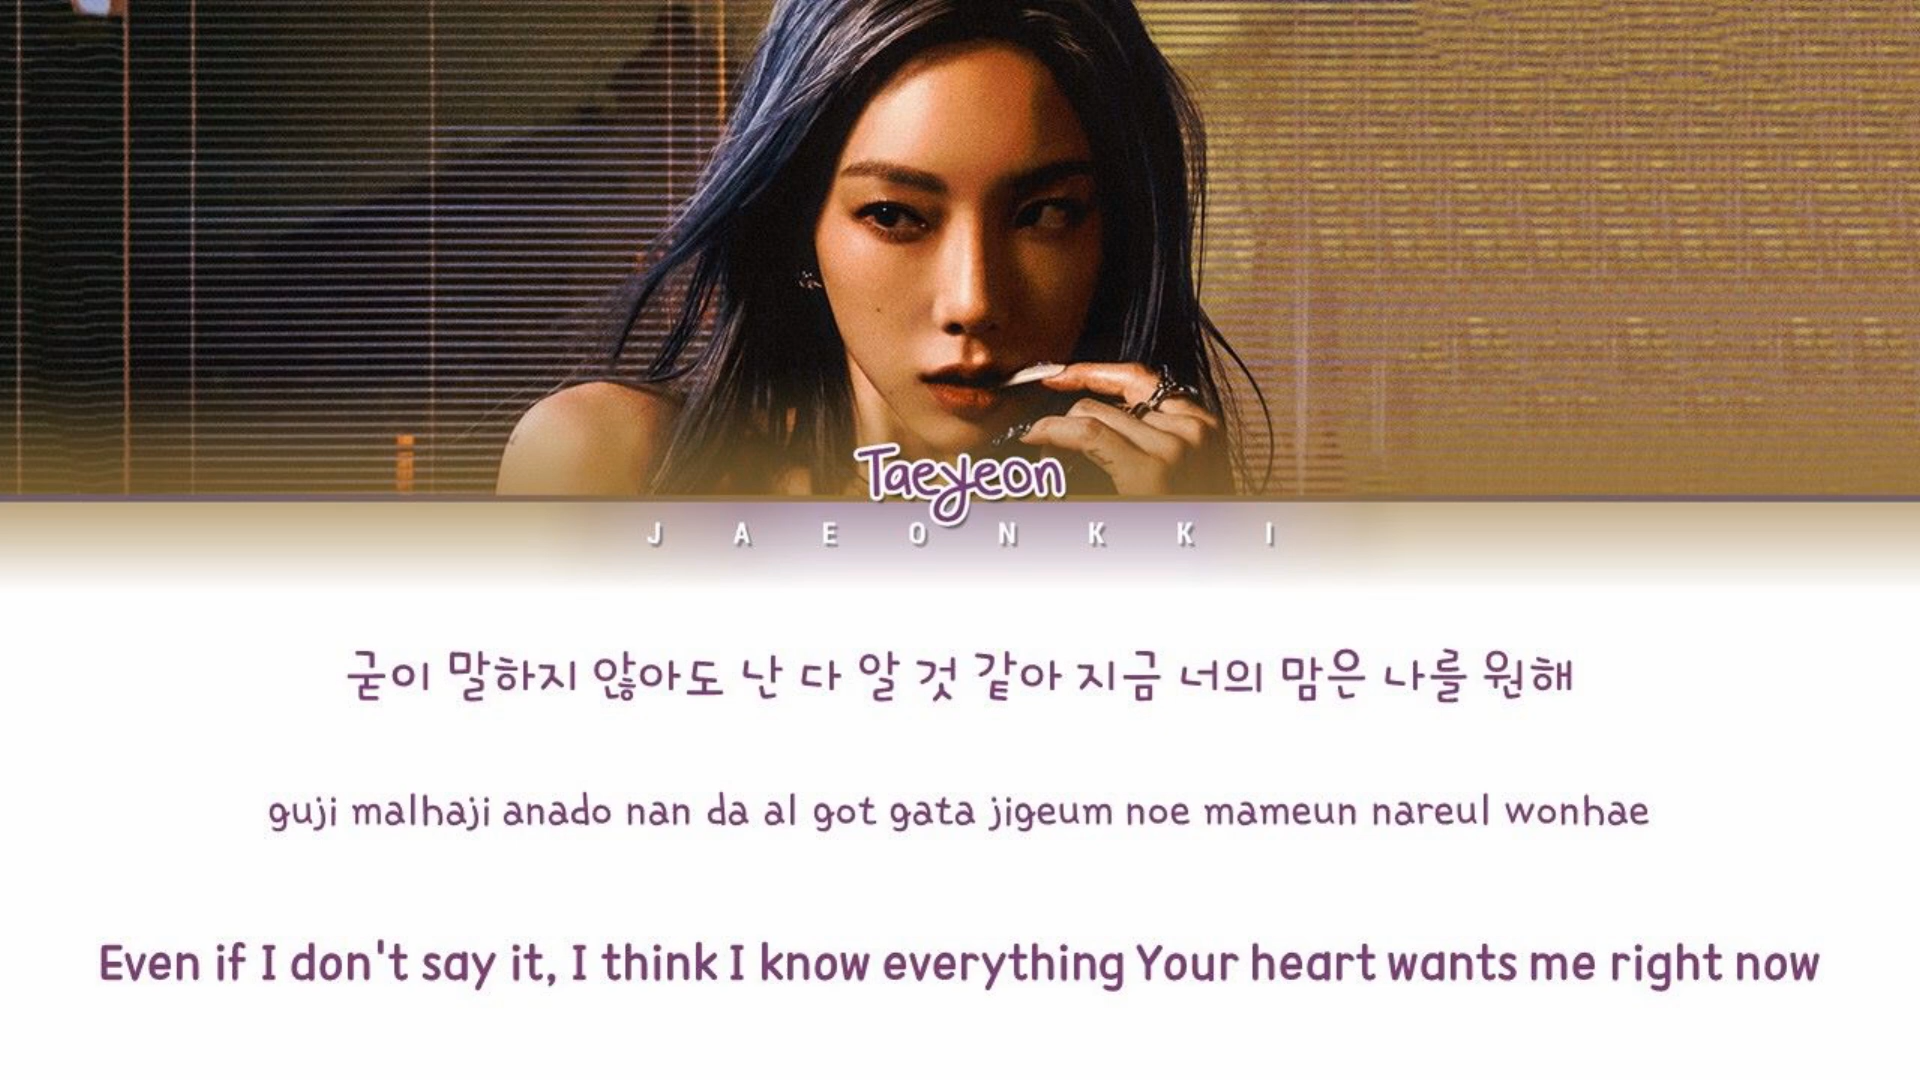 Taeyeon
JAEONKKI
굳이 말하지 않아도 난 다 알 것 같아 지금 너의 맘은 나를 원해
guji malhaji anado nan da al got gata jigeum noe mameun nareul wonhae
Even if I don't say it, I think I know everything Your heart wants me right now